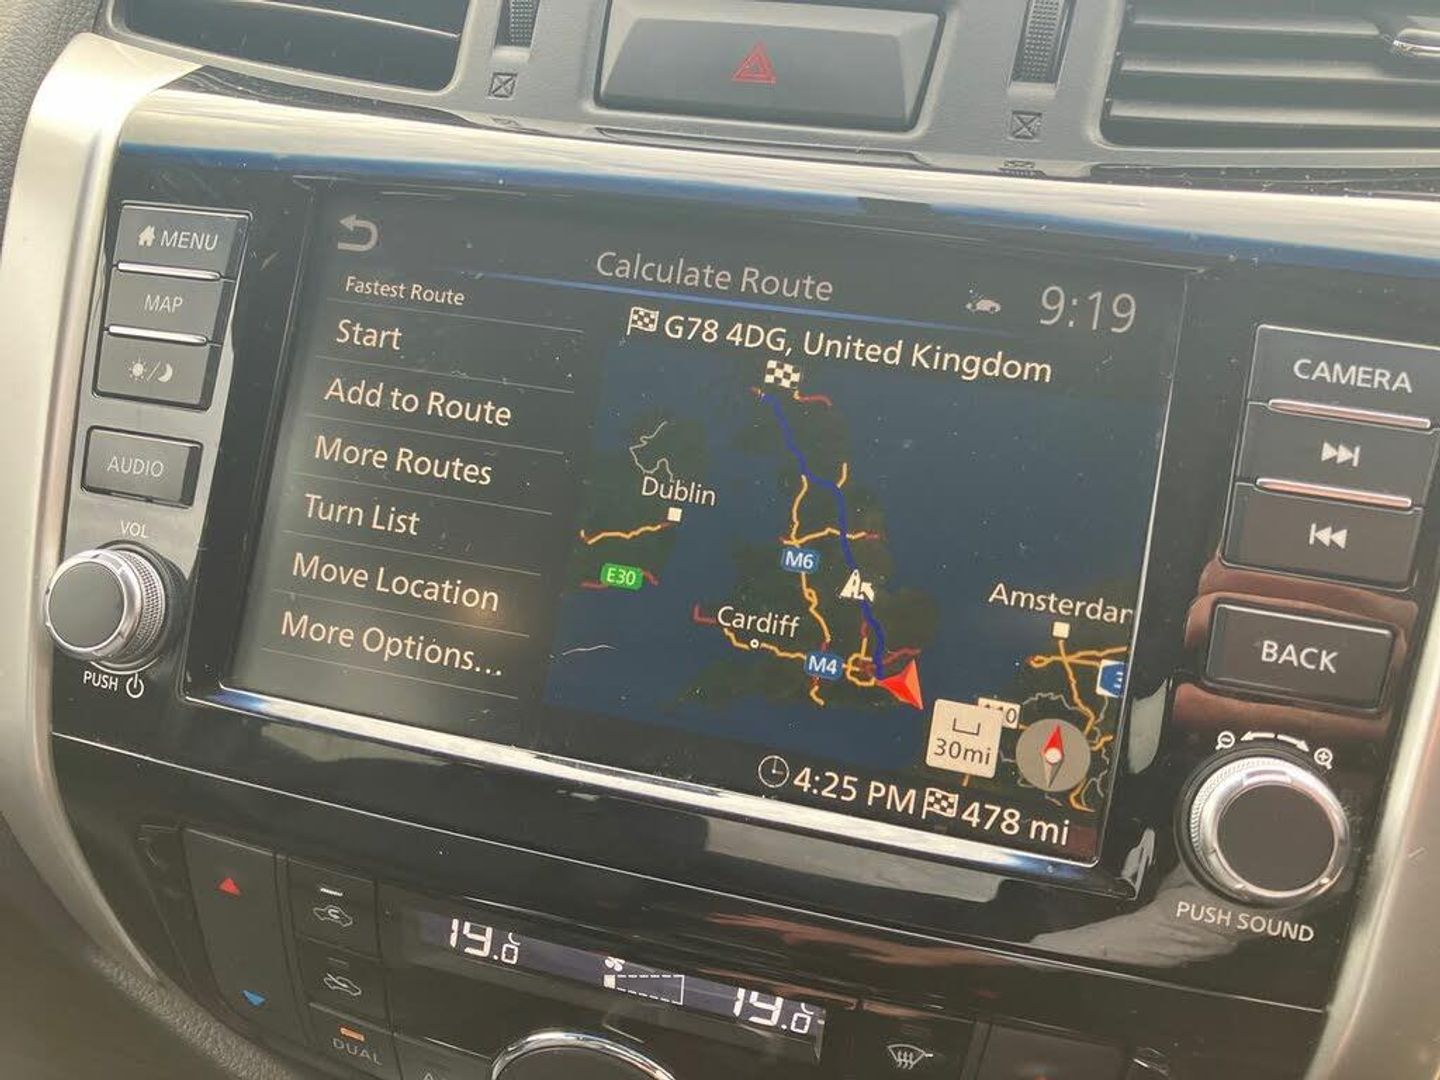 MENU
MAP
AUDIO
VOL
PUSH
Calculate Route
9:19
Fastest Route
Start
Add to Route
More Routes
Turn List
Move Location
More Options...
G78 4DG, United Kingdom
Dublin
E30
M6
Cardiff
M4
Amsterdam
30mi
4:25 PM 478 mi
CAMERA
BACK
PUSH SOUND
19.0
19.0
DUAL